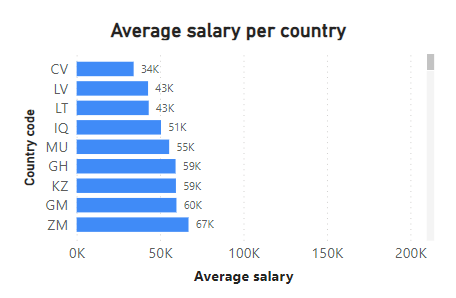 Average salary per country
Country code
CV 34K
LV 43K
LT 43K
IQ 51K
MU 55K
GH 59K
KZ 59K
GM 60K
ZM 67K
0K 50K 100K 150K 200K
Average salary